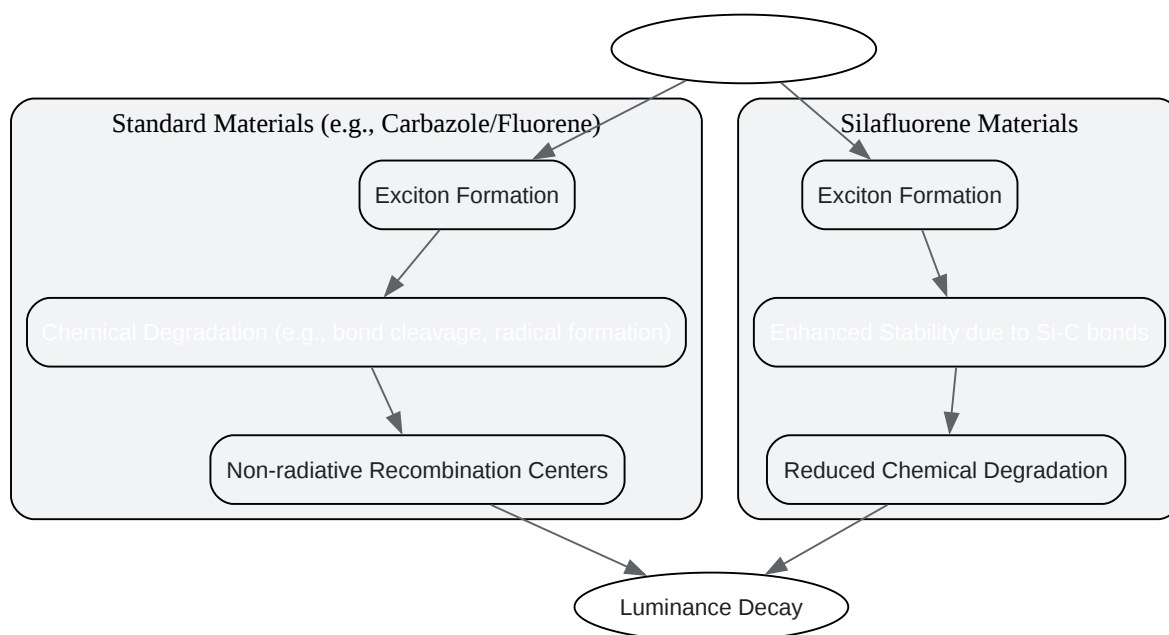 Standard Materials (e.g., Carbazole/Fluorene)
Exciton Formation
Chemical Degradation (e.g., bond cleavage, radical formation)
Non-radiative Recombination Centers
Silafluorene Materials
Exciton Formation
Enhanced Stability due to Si-C bonds
Reduced Chemical Degradation
Luminance Decay